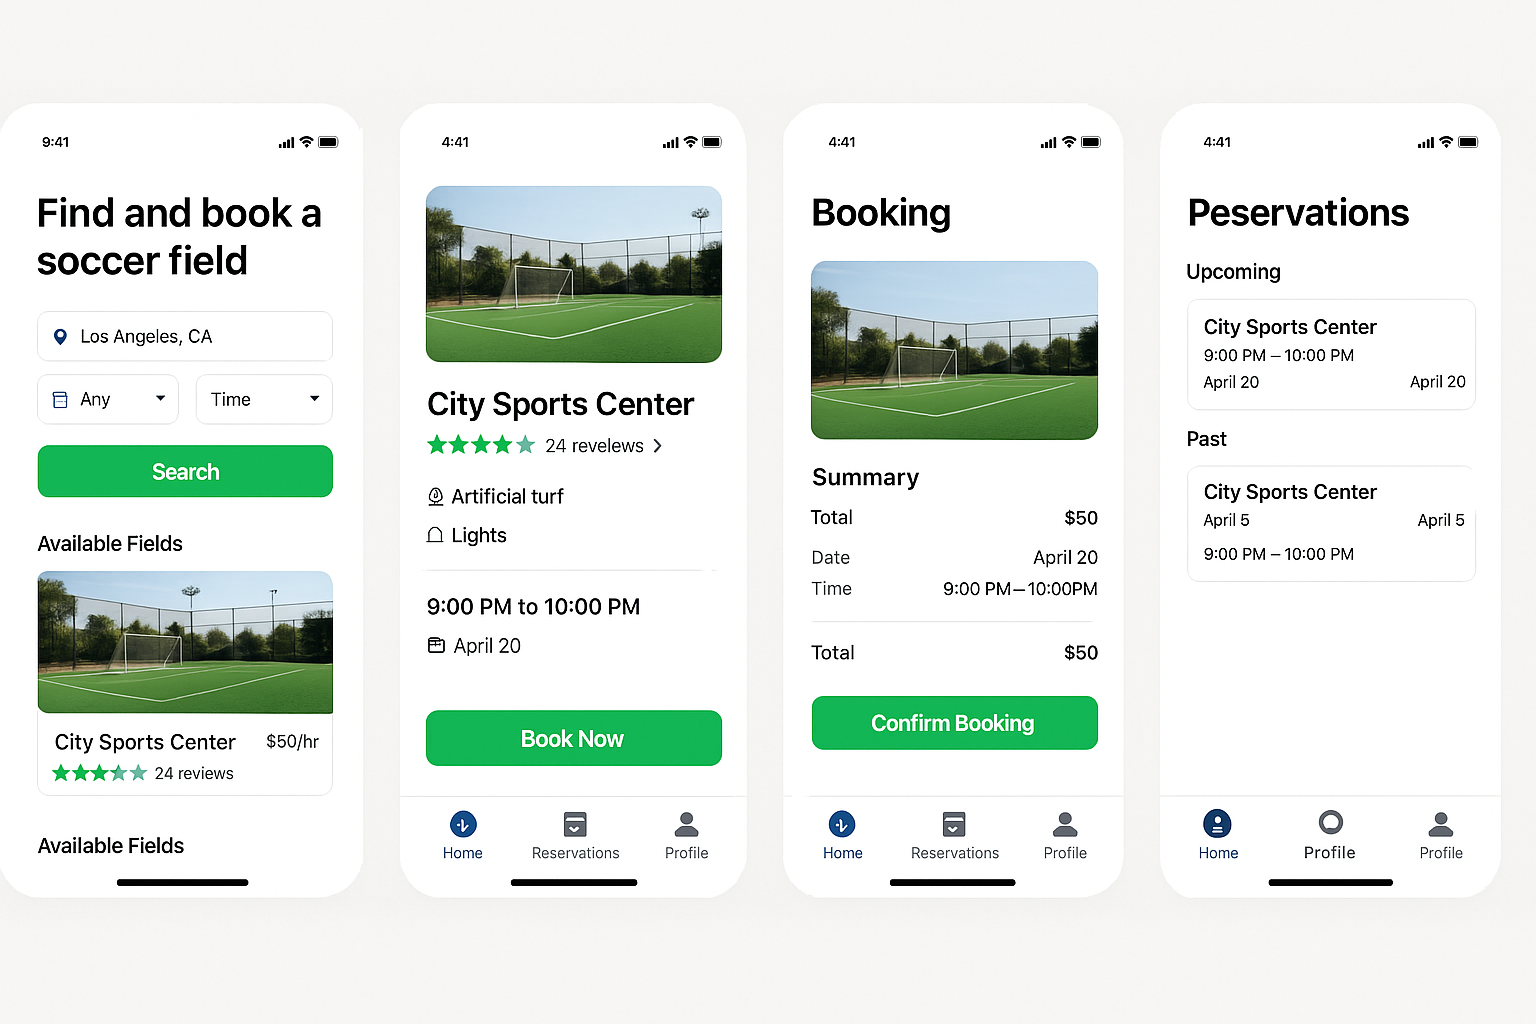 9:41
Find and book a
soccer field
Los Angeles, CA
Any
Time
Search
Available Fields
City Sports Center
$50/hr
24 reviews
Available Fields
4:41
City Sports Center
24 revelews
Artificial turf
Lights
9:00 PM to 10:00 PM
April 20
Book Now
Home
Reservations
Profile
4:41
Booking
Summary
Total $50
Date April 20
Time 9:00 PM–10:00PM
Total $50
Confirm Booking
Home
Reservations
Profile
4:41
Peservations
Upcoming
City Sports Center
9:00 PM – 10:00 PM
April 20 April 20
Past
City Sports Center
April 5 April 5
9:00 PM – 10:00 PM
Home
Profile
Profile